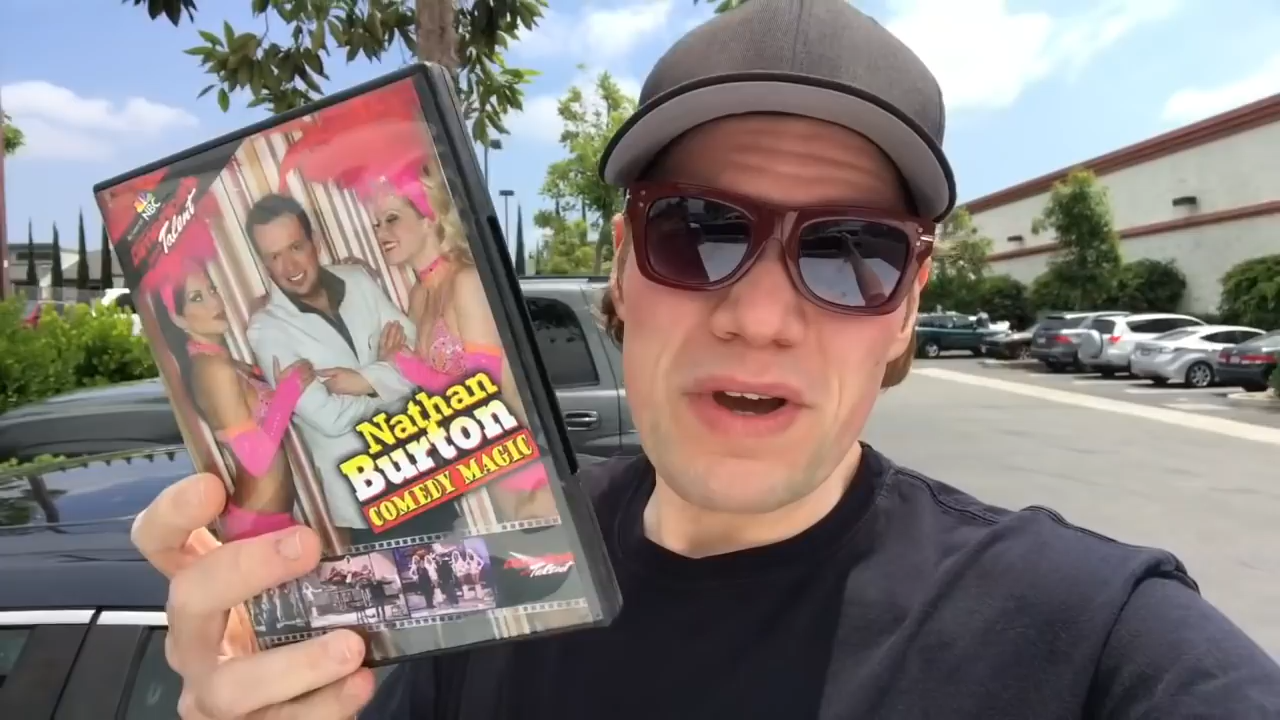 NBC
Talent
Nathan
Burton
COMEDY MAGIC
Talent